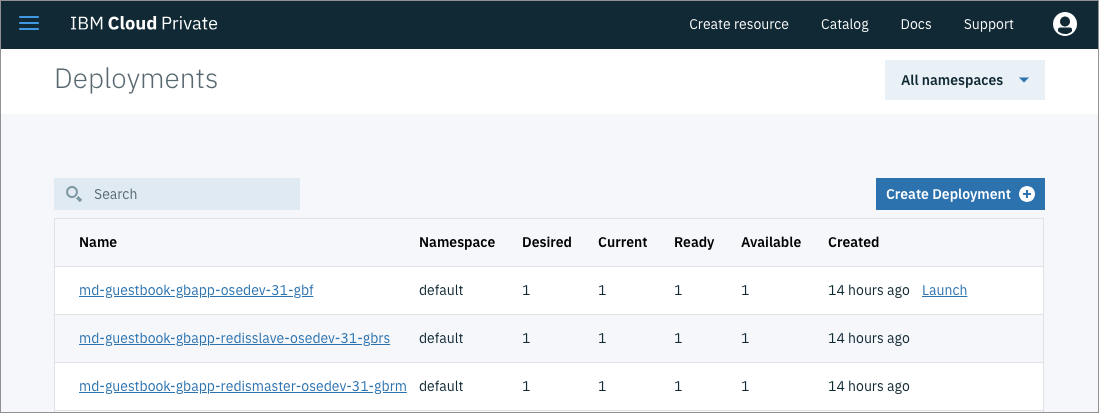 IBM Cloud Private Create resource Catalog Docs Support
Deployments
All namespaces
Search
Create Deployment
Name Namespace Desired Current Ready Available Created
md-guestbook-gbapp-osedev-31-gbf default 1 1 1 1 14 hours ago Launch
md-guestbook-gbapp-redisslave-osedev-31-gbrs default 1 1 1 1 14 hours ago
md-guestbook-gbapp-redismaster-osedev-31-gbrm default 1 1 1 1 14 hours ago